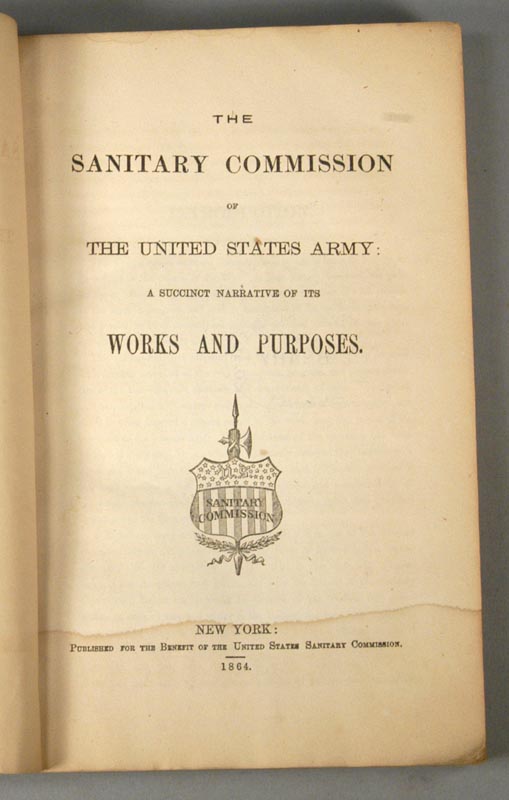 THE
SANITARY COMMISSION
OF
THE UNITED STATES ARMY:
A SUCCINCT NARRATIVE OF ITS
WORKS AND PURPOSES.
U.S.
SANITARY
COMMISSION
NEW YORK:
PUBLISHED FOR THE BENEFIT OF THE UNITED STATES SANITARY COMMISSION.
1864.